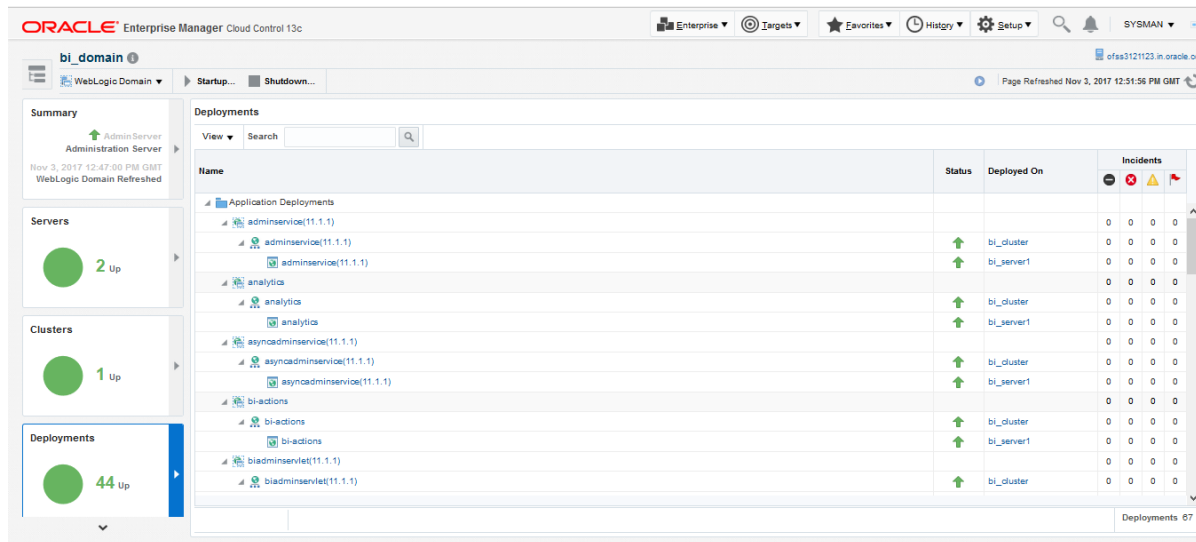 ORACLE Enterprise Manager Cloud Control 13c
Enterprise Targets Favorites History Setup SYSMAN
bi_domain
ofss3121123.in.oracle.co
WebLogic Domain Startup... Shutdown... Page Refreshed Nov 3, 2017 12:51:56 PM GMT
Summary
AdminServer
Administration Server
Nov 3, 2017 12:47:00 PM GMT
WebLogic Domain Refreshed
Servers
2 Up
Clusters
1 Up
Deployments
44 Up
Deployments
View Search
Name Status Deployed On Incidents
Application Deployments
adminservice(11.1.1) 0 0 0 0
adminservice(11.1.1) bi_cluster 0 0 0 0
adminservice(11.1.1) bi_server1 0 0 0 0
analytics 0 0 0 0
analytics bi_cluster 0 0 0 0
analytics bi_server1 0 0 0 0
asyncadminservice(11.1.1) 0 0 0 0
asyncadminservice(11.1.1) bi_cluster 0 0 0 0
asyncadminservice(11.1.1) bi_server1 0 0 0 0
bi-actions 0 0 0 0
bi-actions bi_cluster 0 0 0 0
bi-actions bi_server1 0 0 0 0
biadminservlet(11.1.1) 0 0 0 0
biadminservlet(11.1.1) bi_cluster 0 0 0 0
Deployments 67